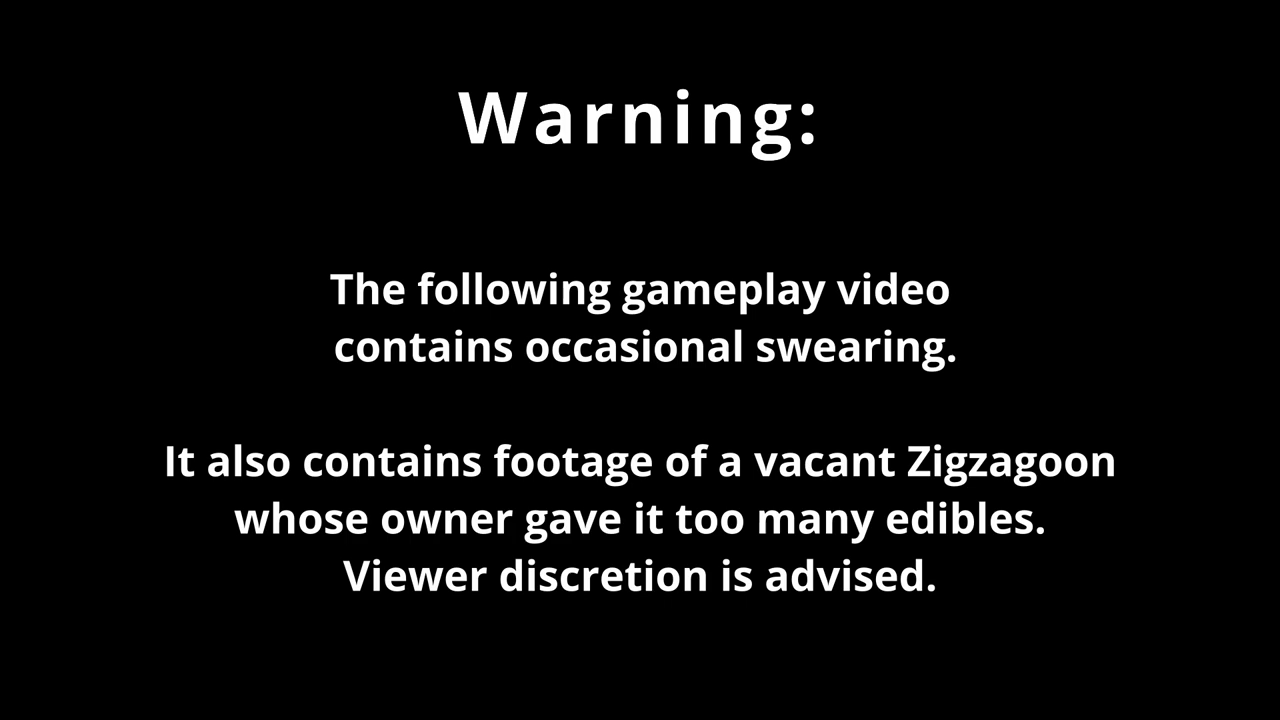 Warning:
The following gameplay video
contains occasional swearing.
It also contains footage of a vacant Zigzagoon
whose owner gave it too many edibles.
Viewer discretion is advised.